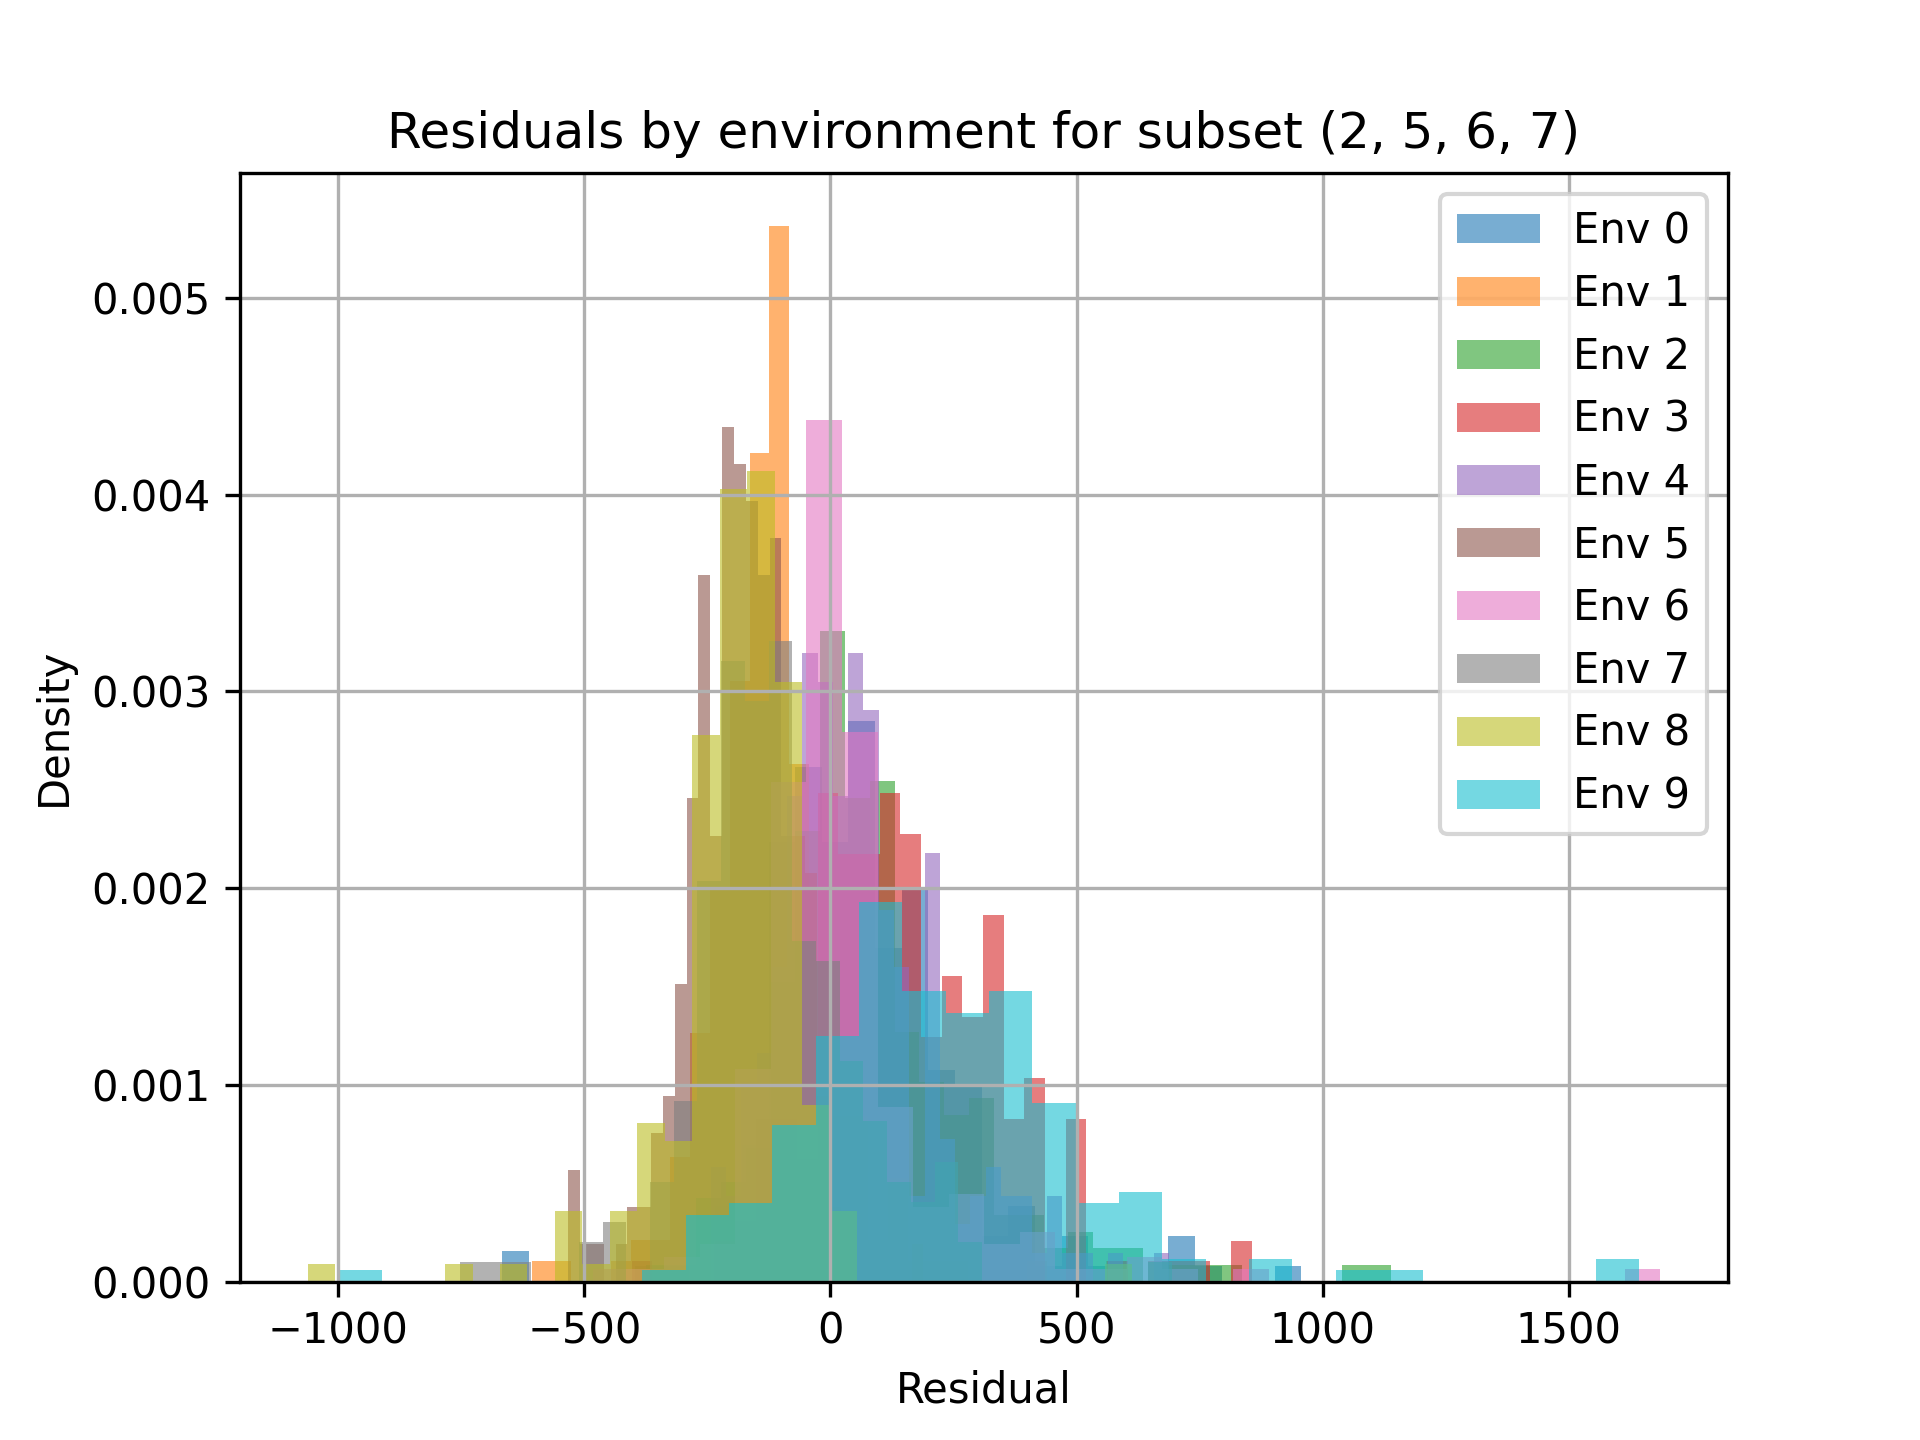 Residuals by environment for subset (2, 5, 6, 7)
Env 0
Env 1
Env 2
Env 3
Env 4
Env 5
Env 6
Env 7
Env 8
Env 9
Density
0.005
0.004
0.003
0.002
0.001
0.000
−1000 −500 0 500 1000 1500
Residual